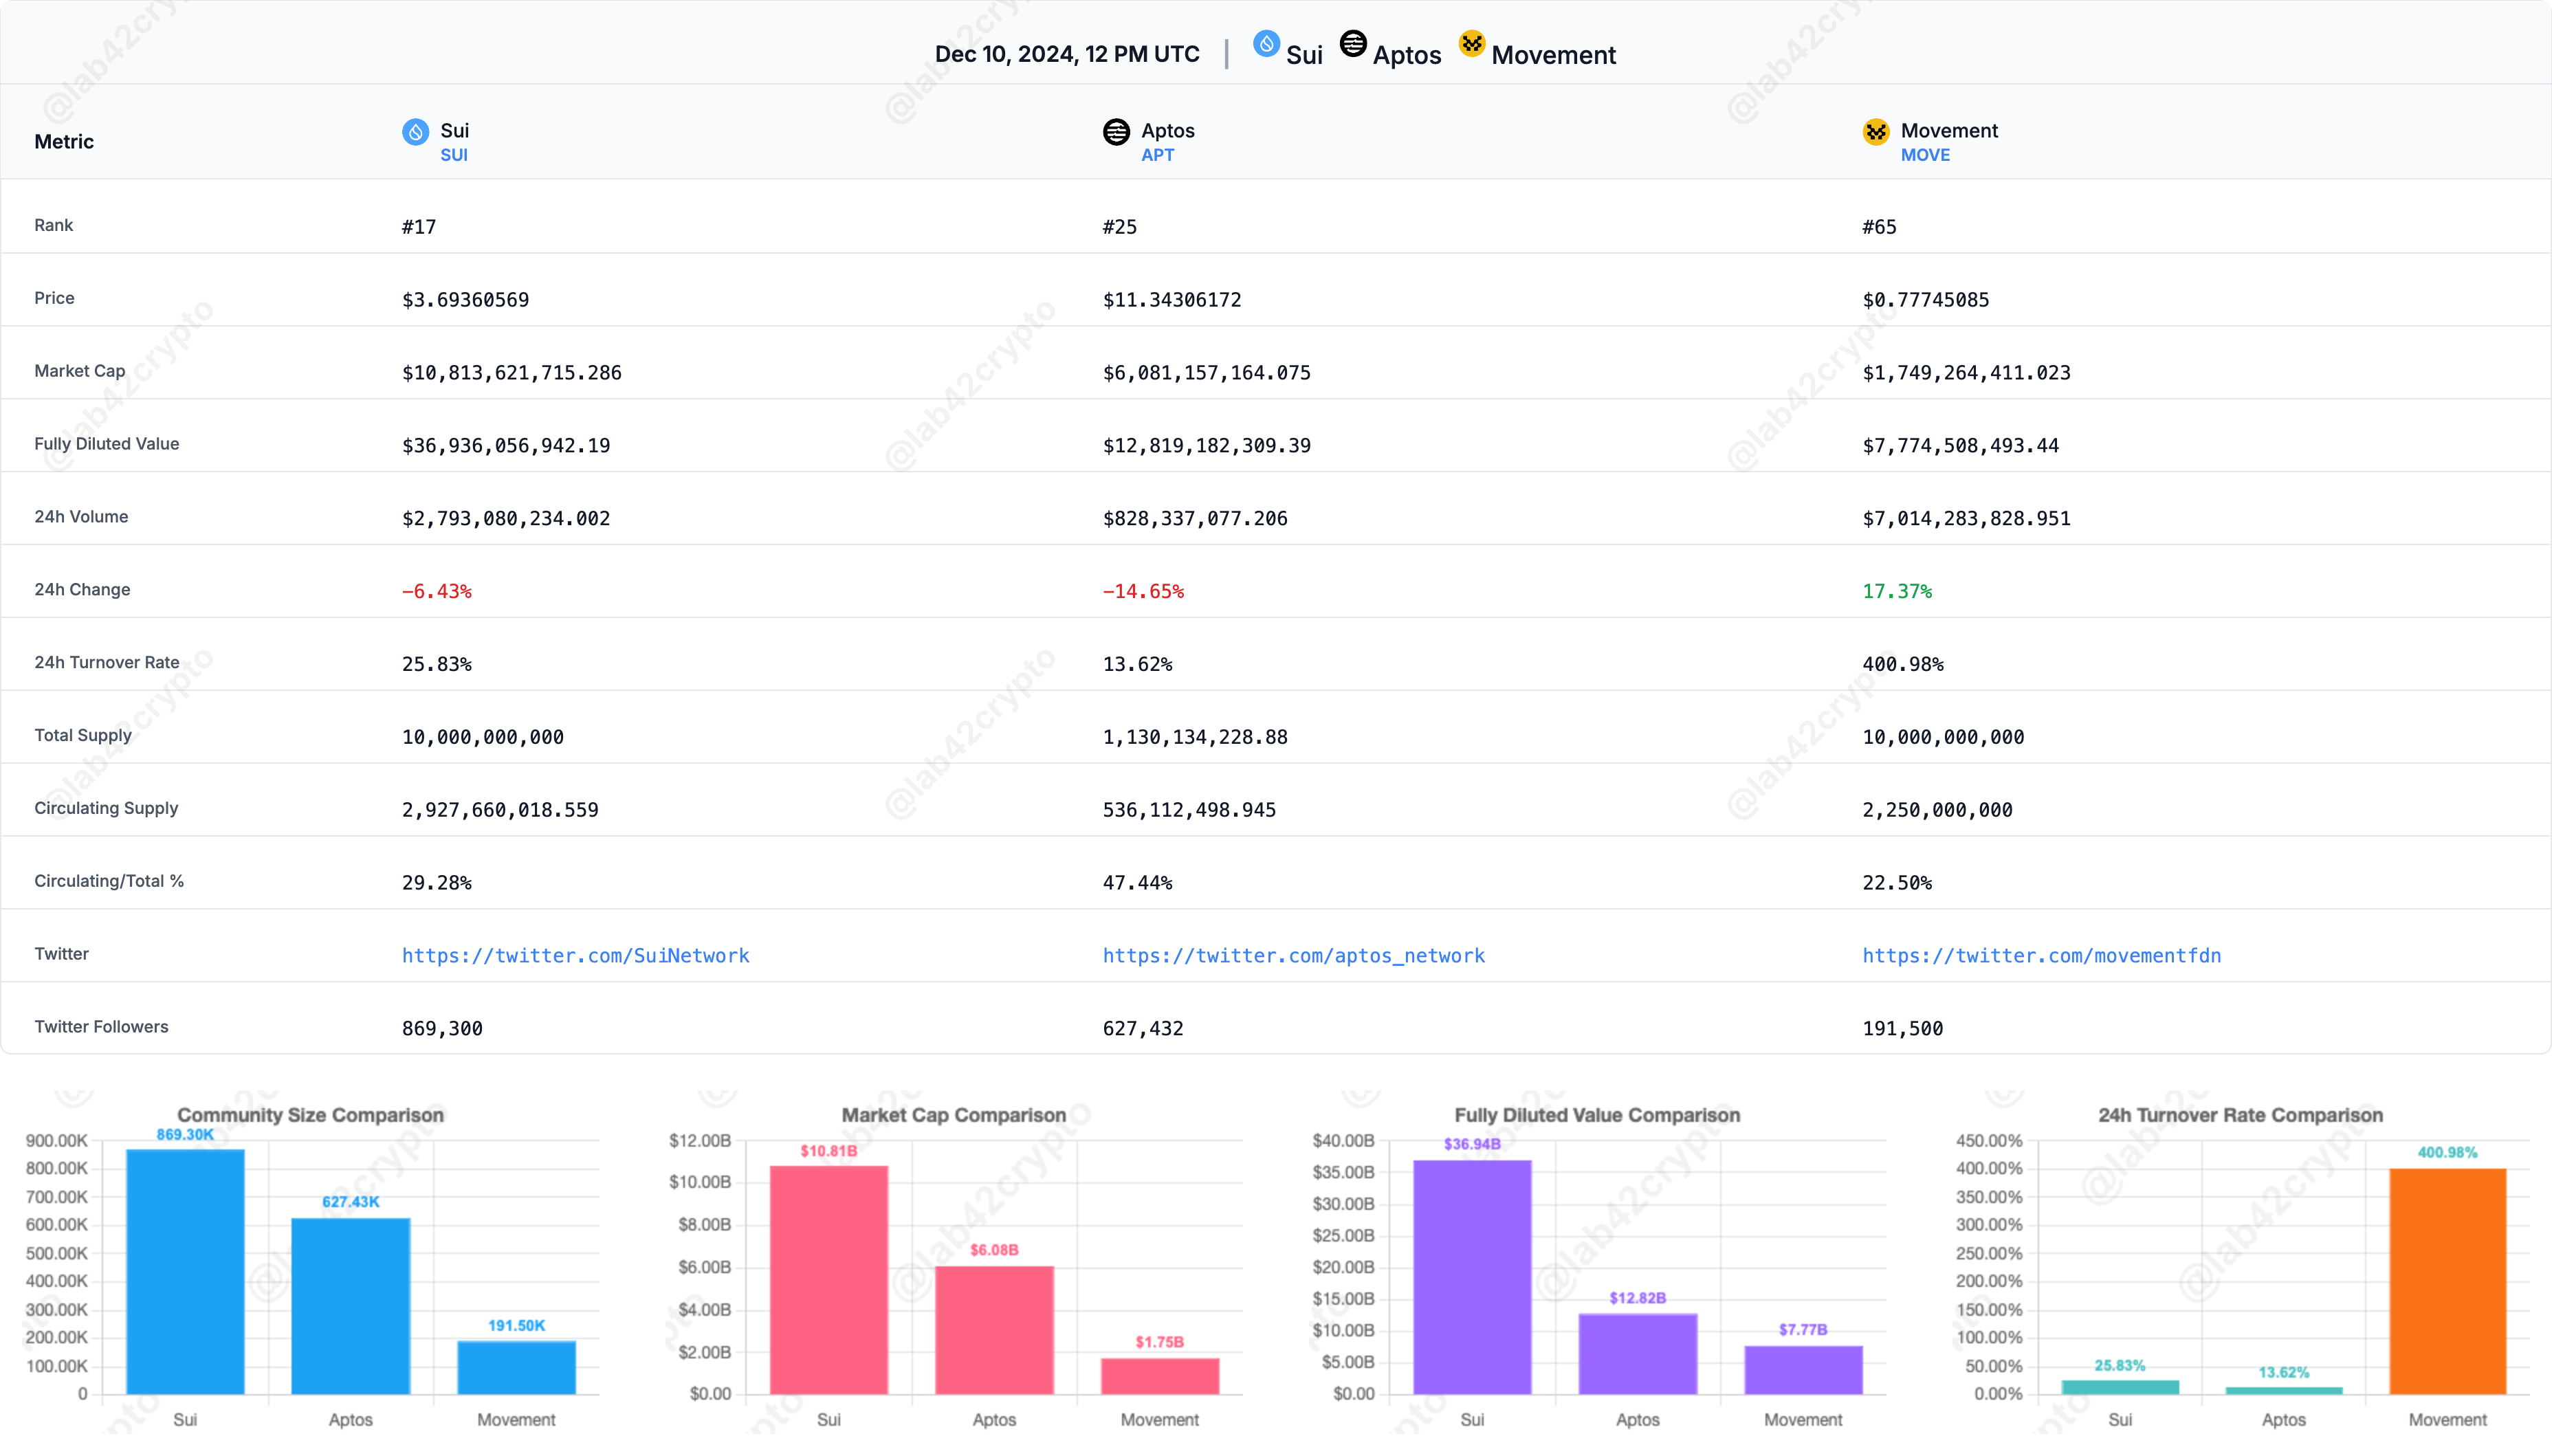 Dec 10, 2024, 12 PM UTC | Sui Aptos Movement
Metric Sui SUI Aptos APT Movement MOVE
Rank #17 #25 #65
Price $3.69360569 $11.34306172 $0.77745085
Market Cap $10,813,621,715.286 $6,081,157,164.075 $1,749,264,411.023
Fully Diluted Value $36,936,056,942.19 $12,819,182,309.39 $7,774,508,493.44
24h Volume $2,793,080,234.002 $828,337,077.206 $7,014,283,828.951
24h Change −6.43% −14.65% 17.37%
24h Turnover Rate 25.83% 13.62% 400.98%
Total Supply 10,000,000,000 1,130,134,228.88 10,000,000,000
Circulating Supply 2,927,660,018.559 536,112,498.945 2,250,000,000
Circulating/Total % 29.28% 47.44% 22.50%
Twitter https://twitter.com/SuiNetwork https://twitter.com/aptos_network https://twitter.com/movementfdn
Twitter Followers 869,300 627,432 191,500
Community Size Comparison
900.00K
800.00K
700.00K
600.00K
500.00K
400.00K
300.00K
200.00K
100.00K
0
869.30K
627.43K
191.50K
Sui Aptos Movement
Market Cap Comparison
$12.00B
$10.00B
$8.00B
$6.00B
$4.00B
$2.00B
$0.00
$10.81B
$6.08B
$1.75B
Sui Aptos Movement
Fully Diluted Value Comparison
$40.00B
$35.00B
$30.00B
$25.00B
$20.00B
$15.00B
$10.00B
$5.00B
$0.00
$36.94B
$12.82B
$7.77B
Sui Aptos Movement
24h Turnover Rate Comparison
450.00%
400.00%
350.00%
300.00%
250.00%
200.00%
150.00%
100.00%
50.00%
0.00%
25.83%
13.62%
400.98%
Sui Aptos Movement
@lab42crypto